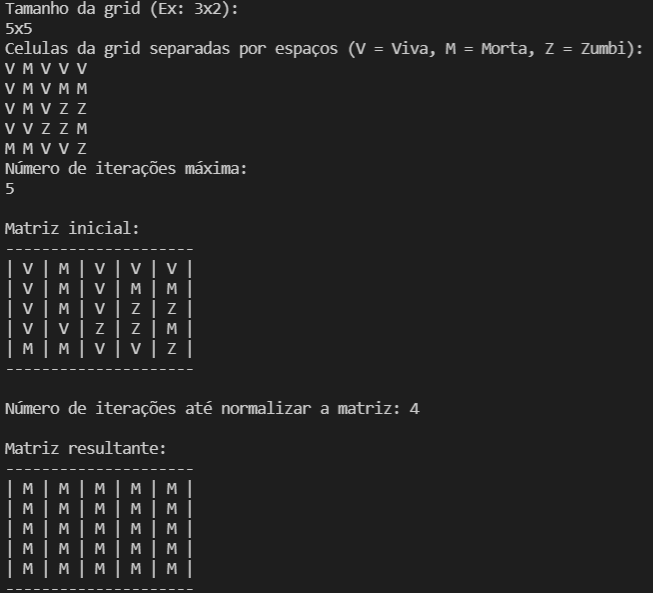 Tamanho da grid (Ex: 3x2):
5x5
Celulas da grid separadas por espaços (V = Viva, M = Morta, Z = Zumbi):
V M V V V
V M V M M
V M V Z Z
V V Z Z M
M M V V Z
Número de iterações máxima:
5
Matriz inicial:
---------------------
| V | M | V | V | V |
| V | M | V | M | M |
| V | M | V | Z | Z |
| V | V | Z | Z | M |
| M | M | V | V | Z |
---------------------
Número de iterações até normalizar a matriz: 4
Matriz resultante:
---------------------
| M | M | M | M | M |
| M | M | M | M | M |
| M | M | M | M | M |
| M | M | M | M | M |
| M | M | M | M | M |
---------------------